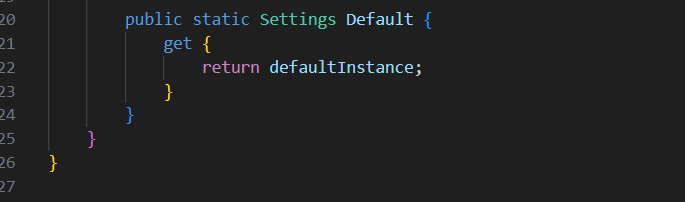 20 public static Settings Default {
21 get {
22 return defaultInstance;
23 }
24 }
25 }
26 }
27